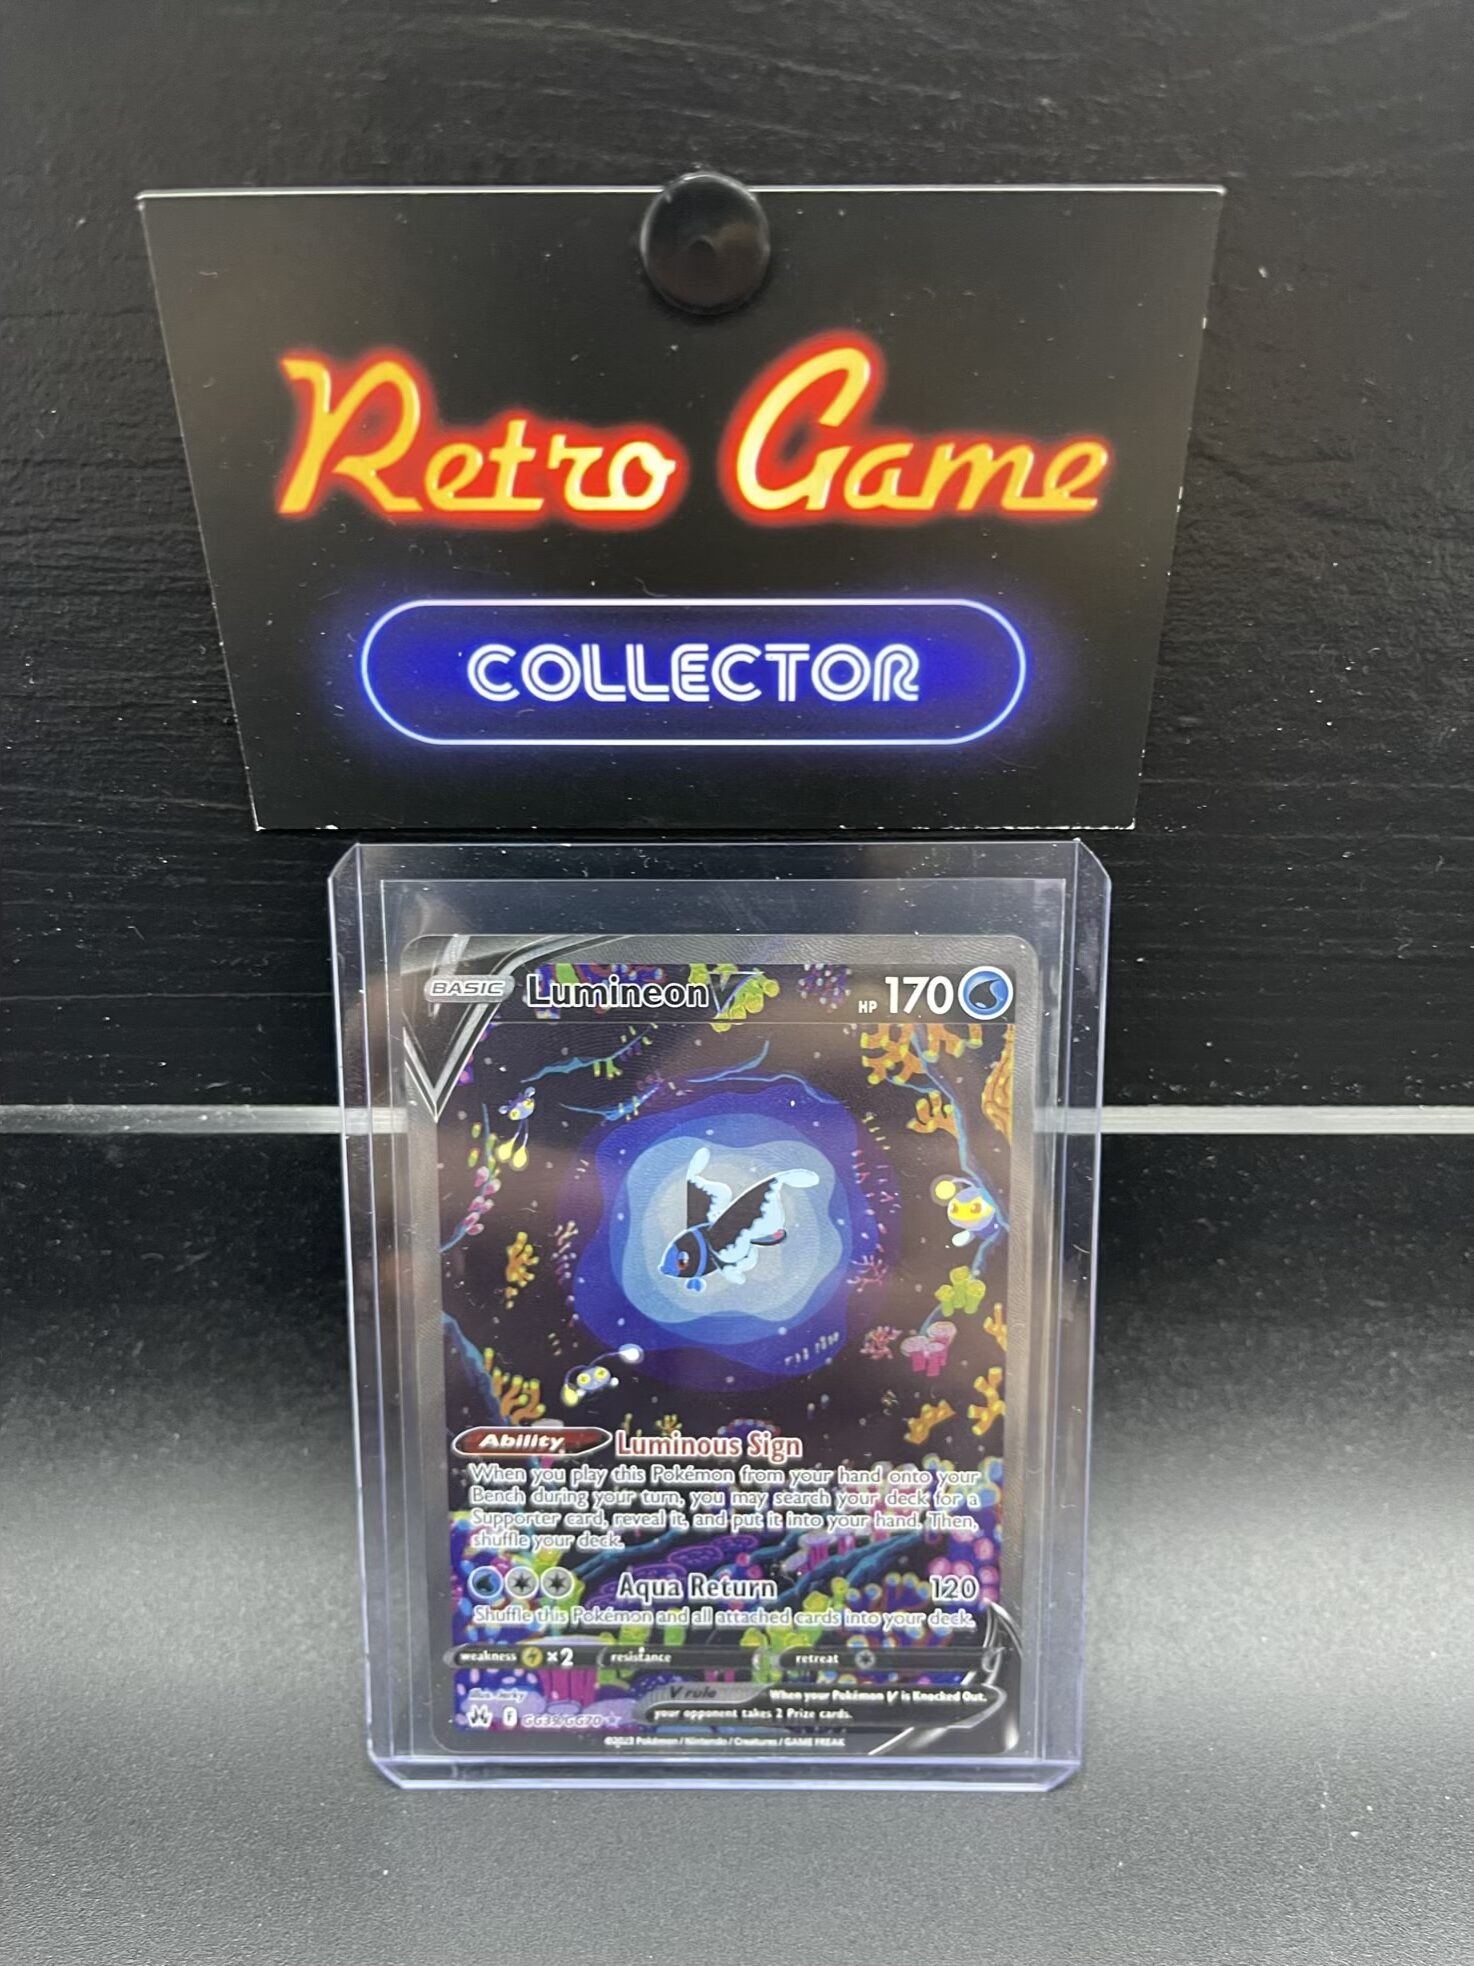 Retro Game
COLLECTOR
BASIC Lumineon V HP 170
Ability Luminous Sign
When you play this Pokémon from your hand onto your
Bench during your turn, you may search your deck for a
Supporter card, reveal it, and put it into your hand. Then,
shuffle your deck.
Aqua Return 120
Shuffle this Pokémon and all attached cards into your deck.
weakness ×2 resistance retreat
V rule When your Pokémon V is Knocked Out,
your opponent takes 2 Prize cards.
Illus. Jerky
F GG39/GG70
©2023 Pokémon / Nintendo / Creatures / GAME FREAK